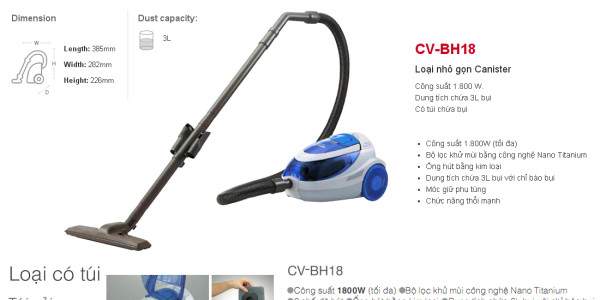 Dimension
Dust capacity:
W
H
D
Length: 385mm
Width: 282mm
Height: 226mm
3L
CV-BH18
Loại nhỏ gọn Canister
Công suất 1.800 W.
Dung tích chứa 3L bụi
Có túi chứa bụi
• Công suất 1.800W (tối đa)
• Bộ lọc khử mùi bằng công nghệ Nano Titanium
• Ống hút bằng kim loại
• Dung tích chứa 3L bụi với chỉ báo bụi
• Móc giữ phụ tùng
• Chức năng thổi mạnh
Loại có túi
CV-BH18
●Công suất 1800W (tối đa) ●Bộ lọc khử mùi công nghệ Nano Titanium